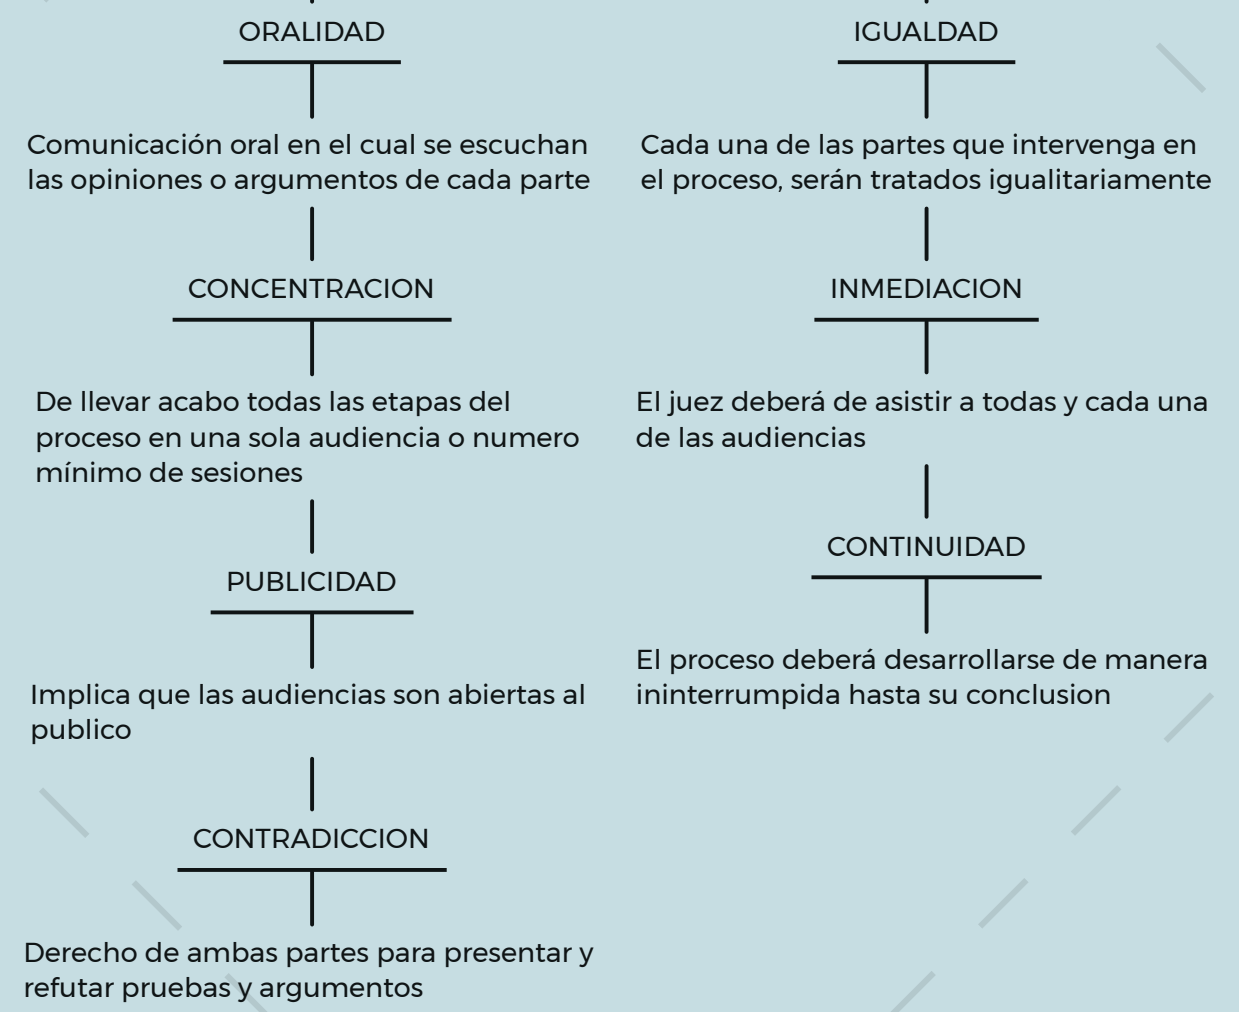 ORALIDAD
Comunicación oral en el cual se escuchan
las opiniones o argumentos de cada parte
CONCENTRACION
De llevar acabo todas las etapas del
proceso en una sola audiencia o numero
mínimo de sesiones
PUBLICIDAD
Implica que las audiencias son abiertas al
publico
CONTRADICCION
Derecho de ambas partes para presentar y
refutar pruebas y argumentos
IGUALDAD
Cada una de las partes que intervenga en
el proceso, serán tratados igualitariamente
INMEDIACION
El juez deberá de asistir a todas y cada una
de las audiencias
CONTINUIDAD
El proceso deberá desarrollarse de manera
ininterrumpida hasta su conclusion